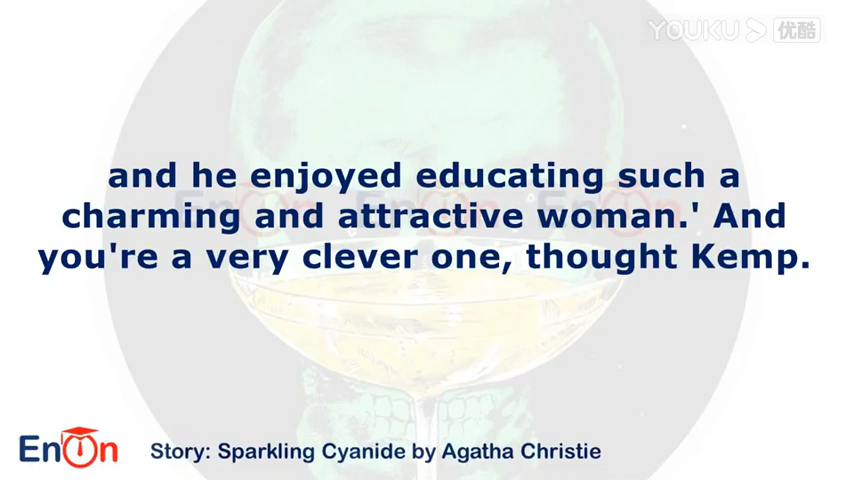 YOUKU 优酷
and he enjoyed educating such a
charming and attractive woman.' And
you're a very clever one, thought Kemp.
EnOn
Story: Sparkling Cyanide by Agatha Christie